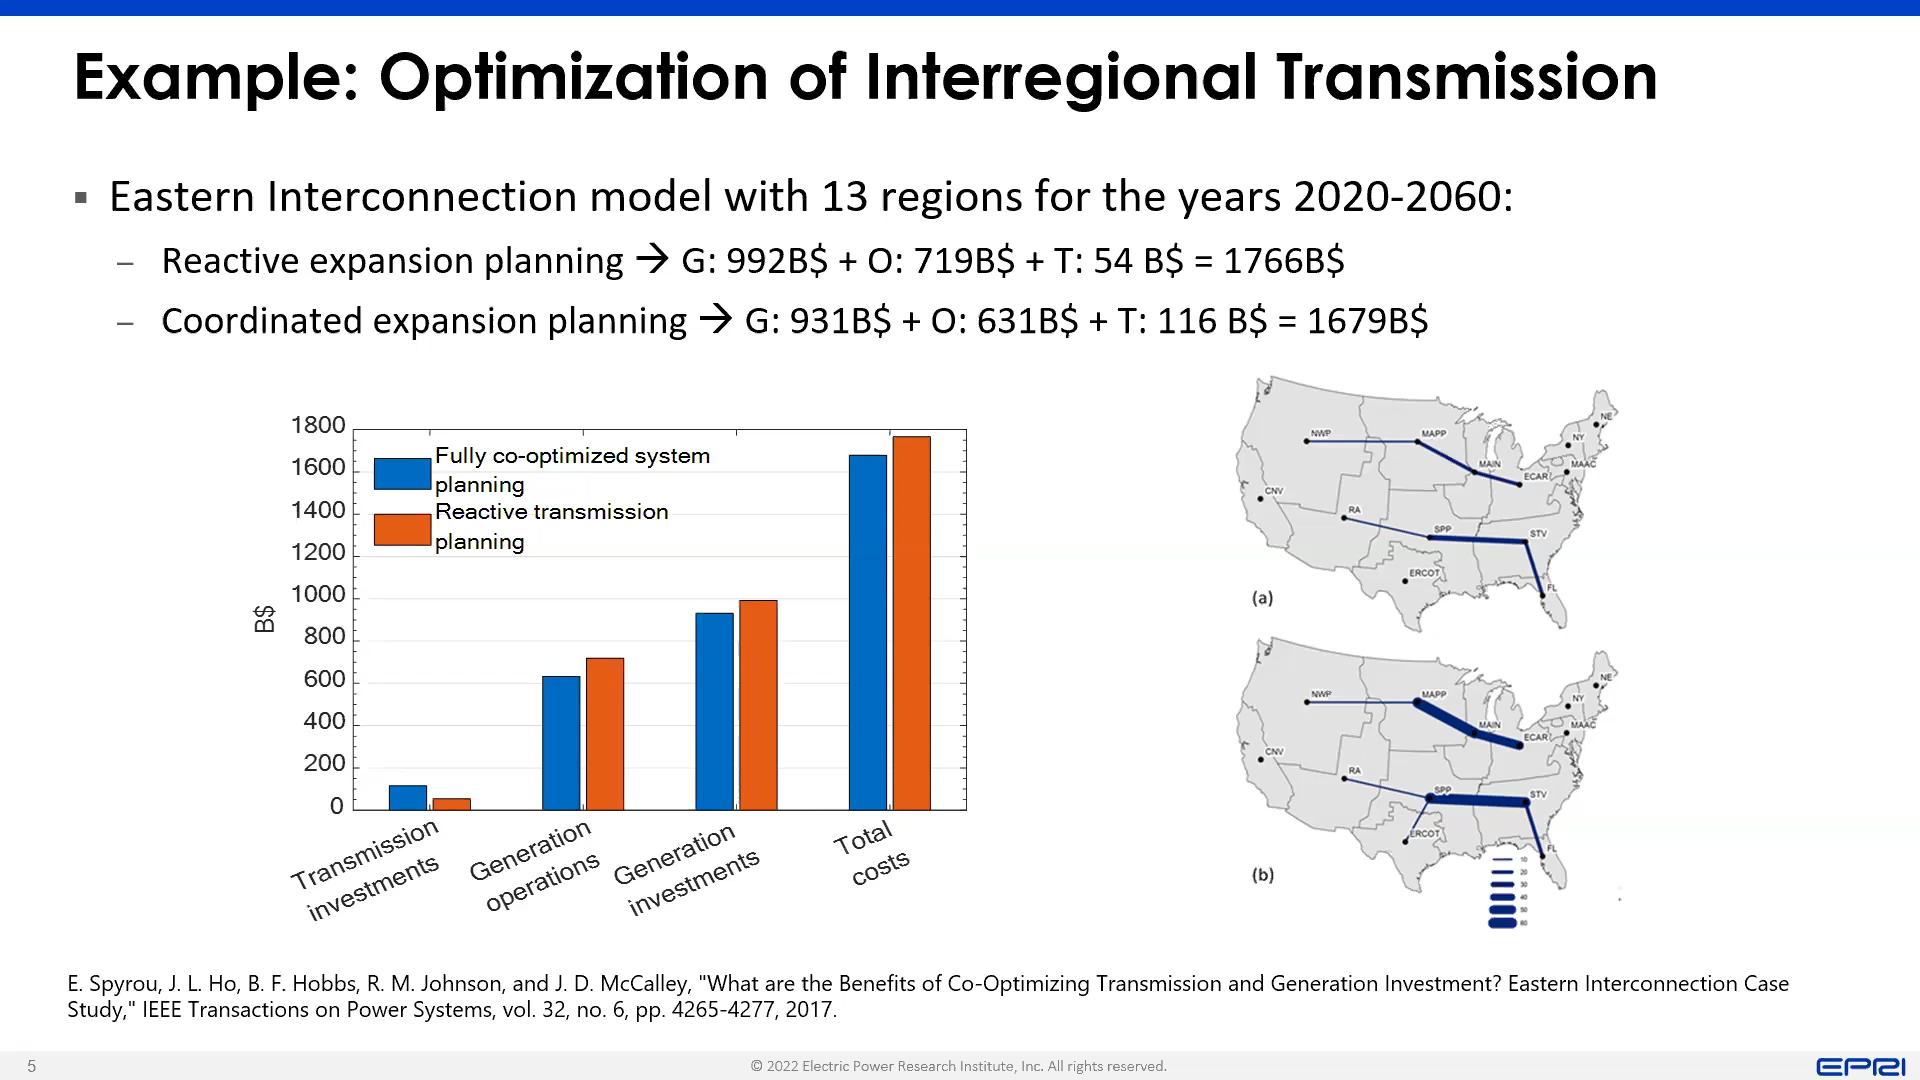 Example: Optimization of Interregional Transmission
Eastern Interconnection model with 13 regions for the years 2020-2060:
– Reactive expansion planning → G: 992B$ + O: 719B$ + T: 54 B$ = 1766B$
– Coordinated expansion planning → G: 931B$ + O: 631B$ + T: 116 B$ = 1679B$
1800
1600
1400
1200
1000
800
600
400
200
0
B$
Fully co-optimized system
planning
Reactive transmission
planning
Transmission
investments
Generation
operations
Generation
investments
Total
costs
NWP
MAPP
MAIN
ECAR
NE
NY
MAAC
CNV
RA
SPP
STV
ERCOT
FL
(a)
NWP
MAPP
MAIN
ECAR
NE
NY
MAAC
CNV
RA
SPP
STV
ERCOT
FL
(b)
10
20
30
40
50
60
E. Spyrou, J. L. Ho, B. F. Hobbs, R. M. Johnson, and J. D. McCalley, "What are the Benefits of Co-Optimizing Transmission and Generation Investment? Eastern Interconnection Case
Study," IEEE Transactions on Power Systems, vol. 32, no. 6, pp. 4265-4277, 2017.
5
© 2022 Electric Power Research Institute, Inc. All rights reserved.
EPRI